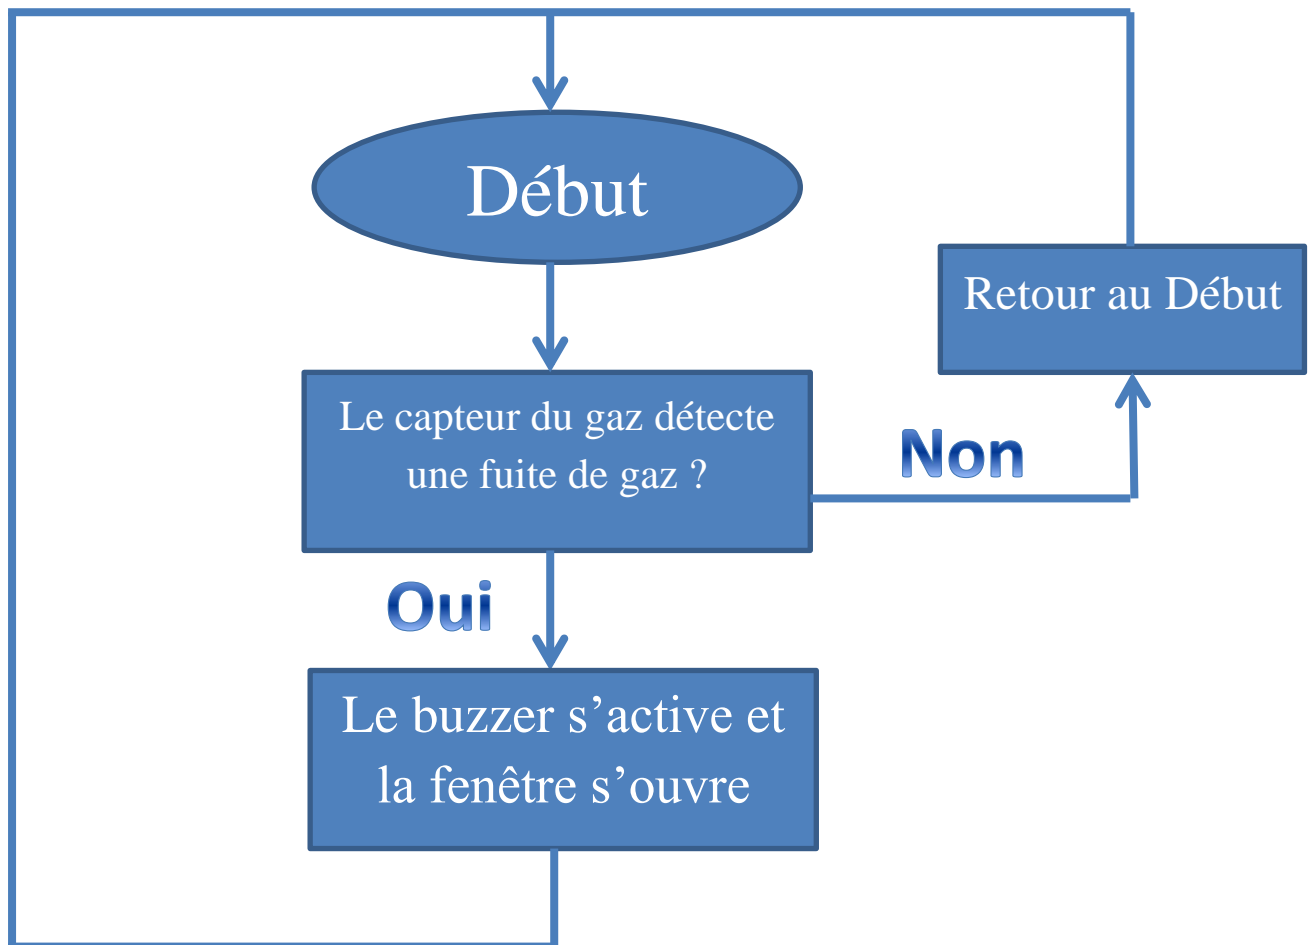 Début
Retour au Début
Le capteur du gaz détecte
une fuite de gaz ?
Non
Oui
Le buzzer s’active et
la fenêtre s’ouvre